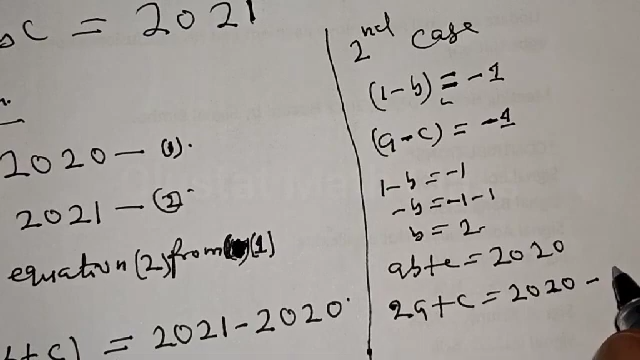 bc = 2021
n.
2020 — (1).
2021 — (2)
equation (2) from (1)
(+c) = 2021 - 2020.
2nd case
(1-b) = -1
(a-c) = -1
1-b = -1
-b = -1-1
b = 2.
ab+c = 2020
2a+c = 2020 -